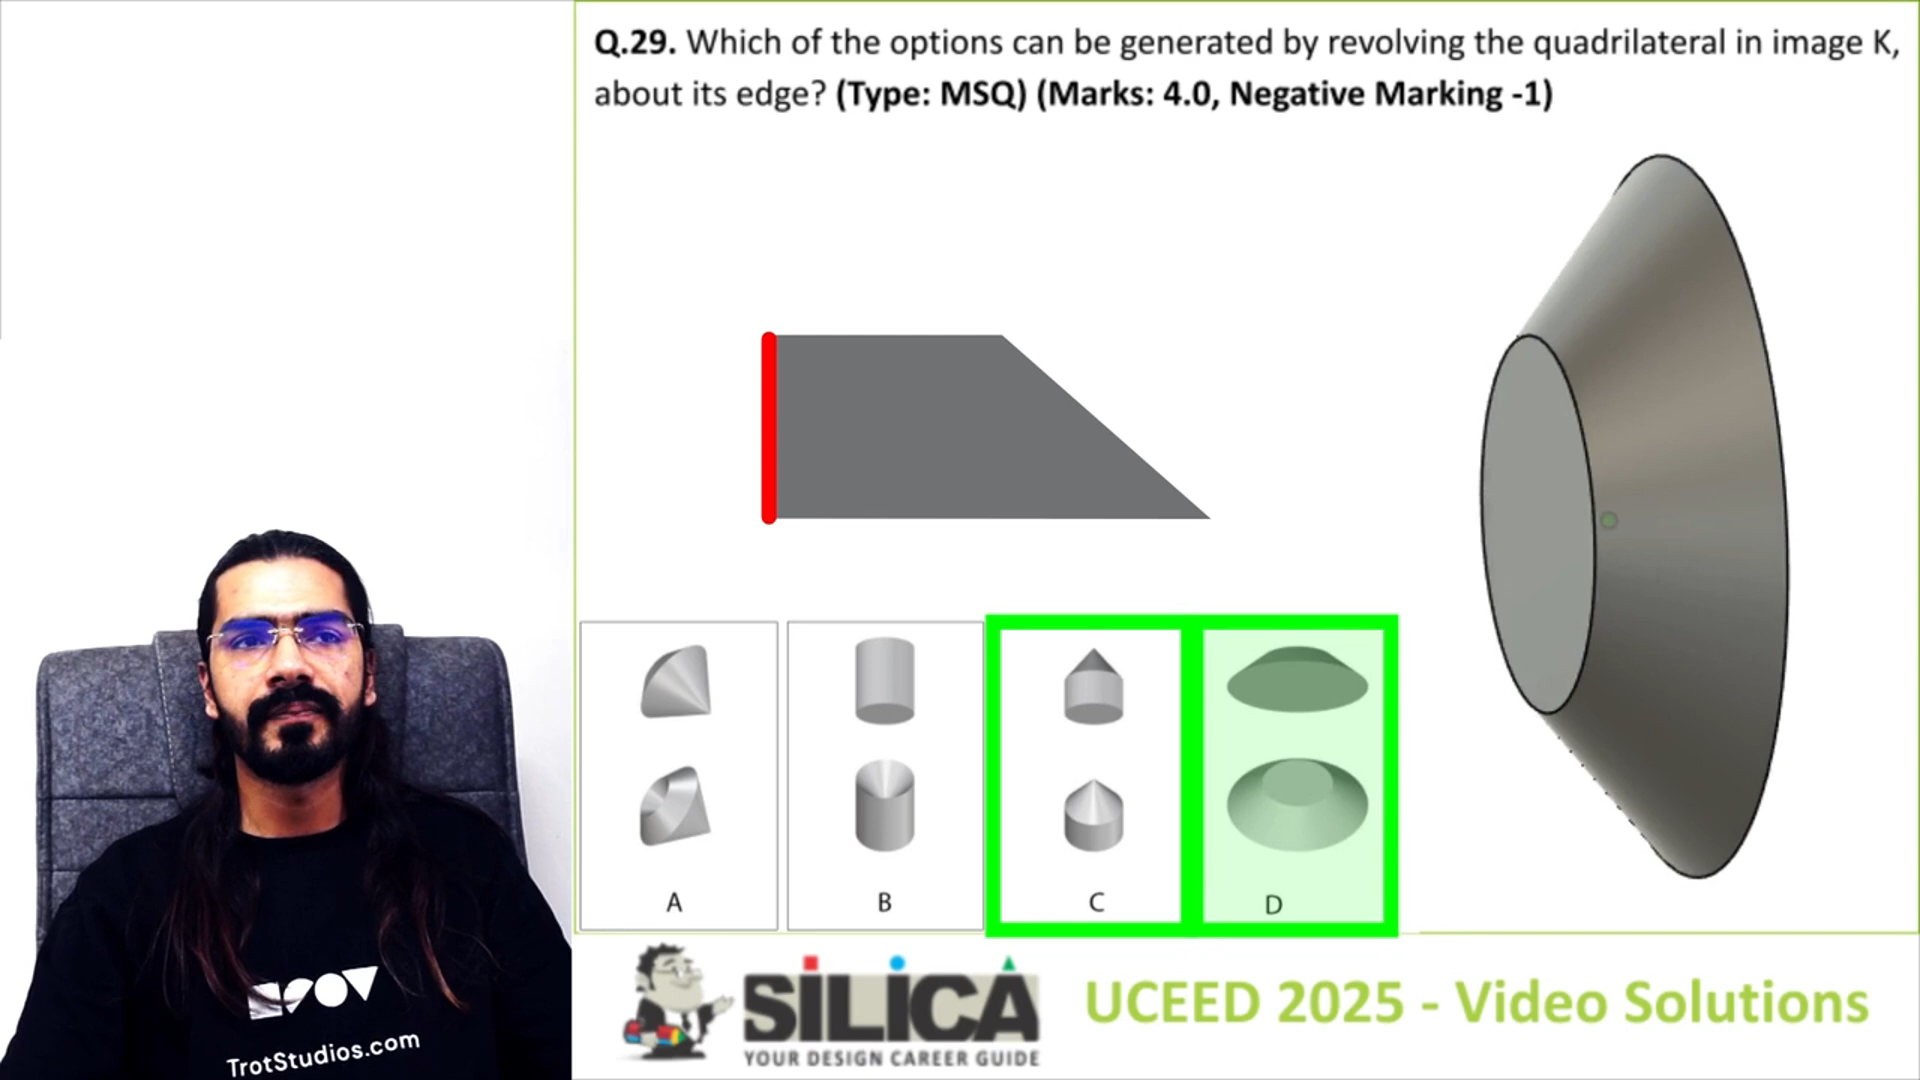 Q.29. Which of the options can be generated by revolving the quadrilateral in image K,
about its edge? (Type: MSQ) (Marks: 4.0, Negative Marking -1)
A
B
C
D
TrotStudios.com
SiLiCA
YOUR DESIGN CAREER GUIDE
UCEED 2025 - Video Solutions